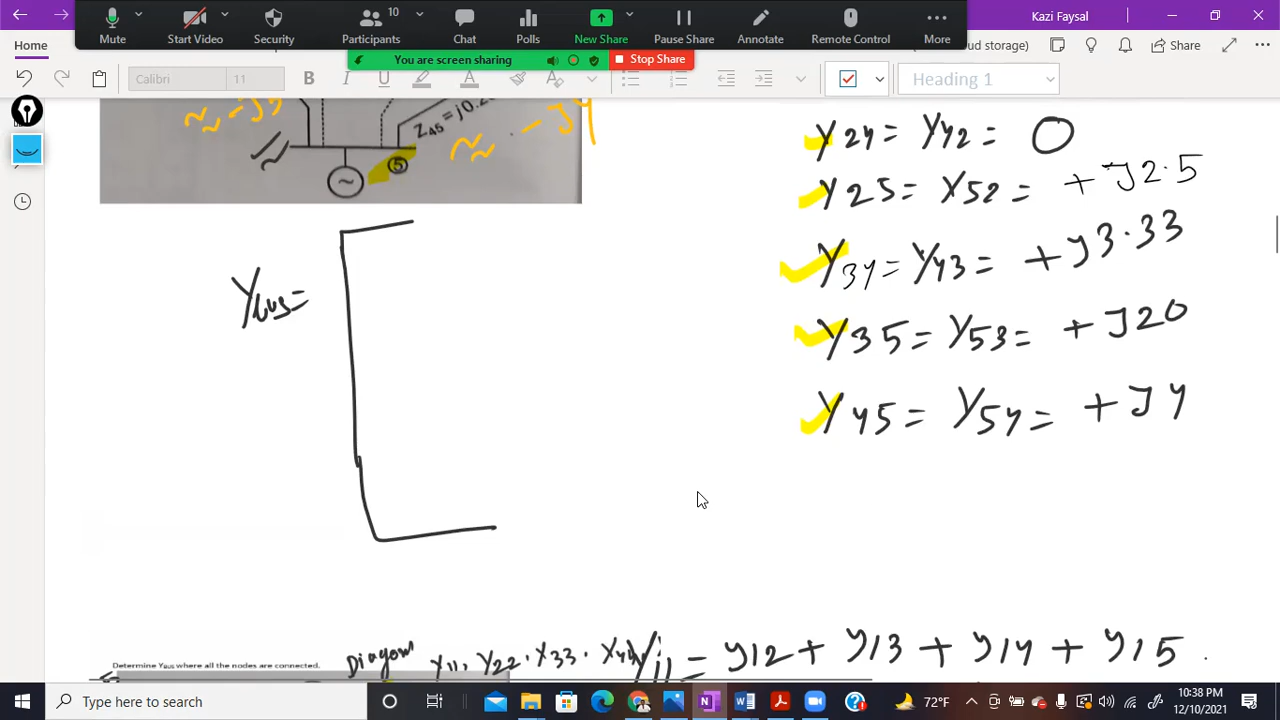 10
Kazi Faysal
Mute
Start Video
Security
Participants
Chat
Polls
New Share
Pause Share
Annotate
Remote Control
More
Home
You are screen sharing
Stop Share
Share
Calibri
11
B
I
U
Heading 1
Z45 = j0.2
≈ - J4
5
Y24 = Y42 = 0
Y25 = Y52 = + J2.5
Y34 = Y43 = + J3.33
Y35 = Y53 = + J20
Y45 = Y54 = + J4
Ybus =
Determine YBUS where all the nodes are connected.
Y11, Y22, Y33, Y44
Y11 = y12 + y13 + y14 + y15
Type here to search
72°F
10:38 PM
12/10/2021